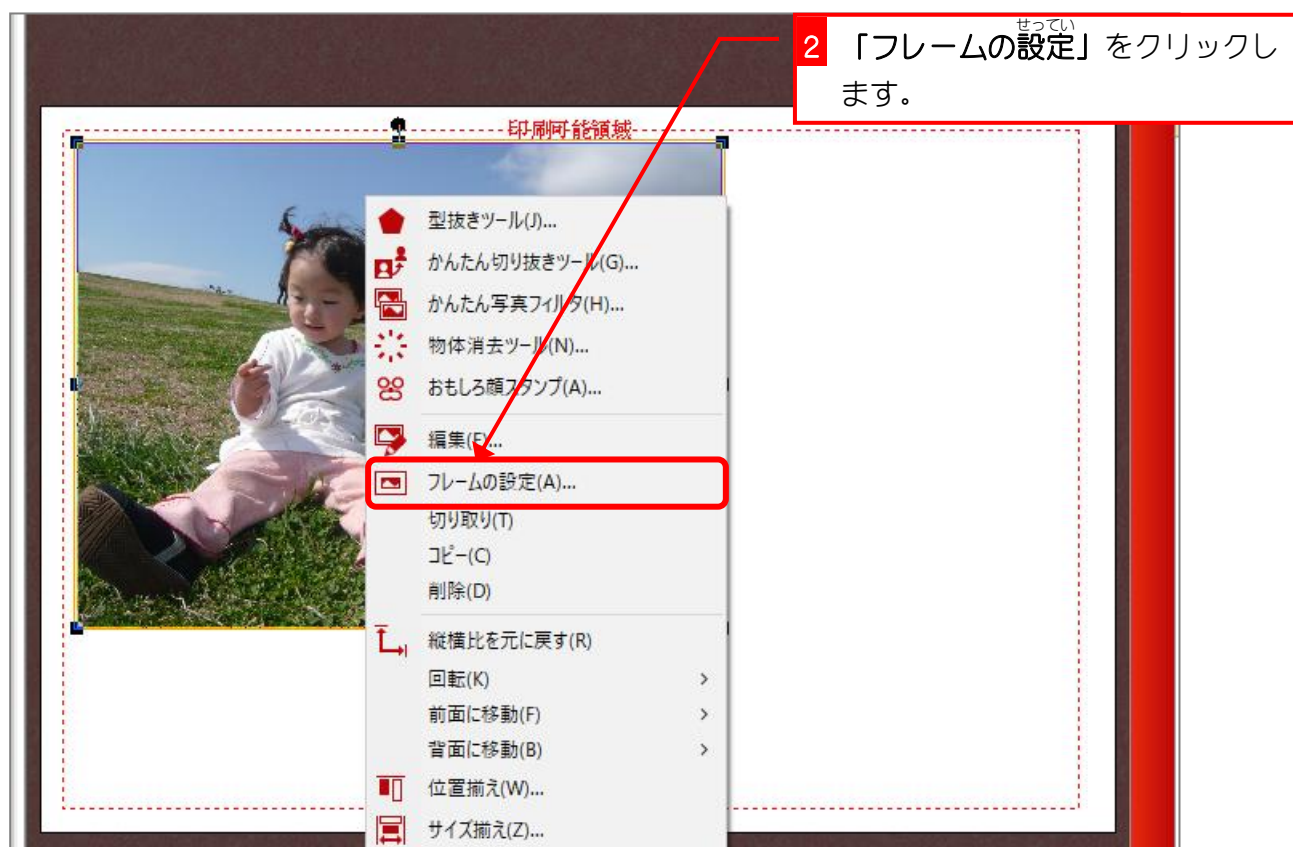 せってい
2 「フレームの設定」をクリックし
ます。
印刷可能領域
型抜きツール(J)...
かんたん切り抜きツール(G)...
かんたん写真フィルタ(H)...
物体消去ツール(N)...
おもしろ顔スタンプ(A)...
編集(E)...
フレームの設定(A)...
切り取り(T)
コピー(C)
削除(D)
縦横比を元に戻す(R)
回転(K)
前面に移動(F)
背面に移動(B)
位置揃え(W)...
サイズ揃え(Z)...